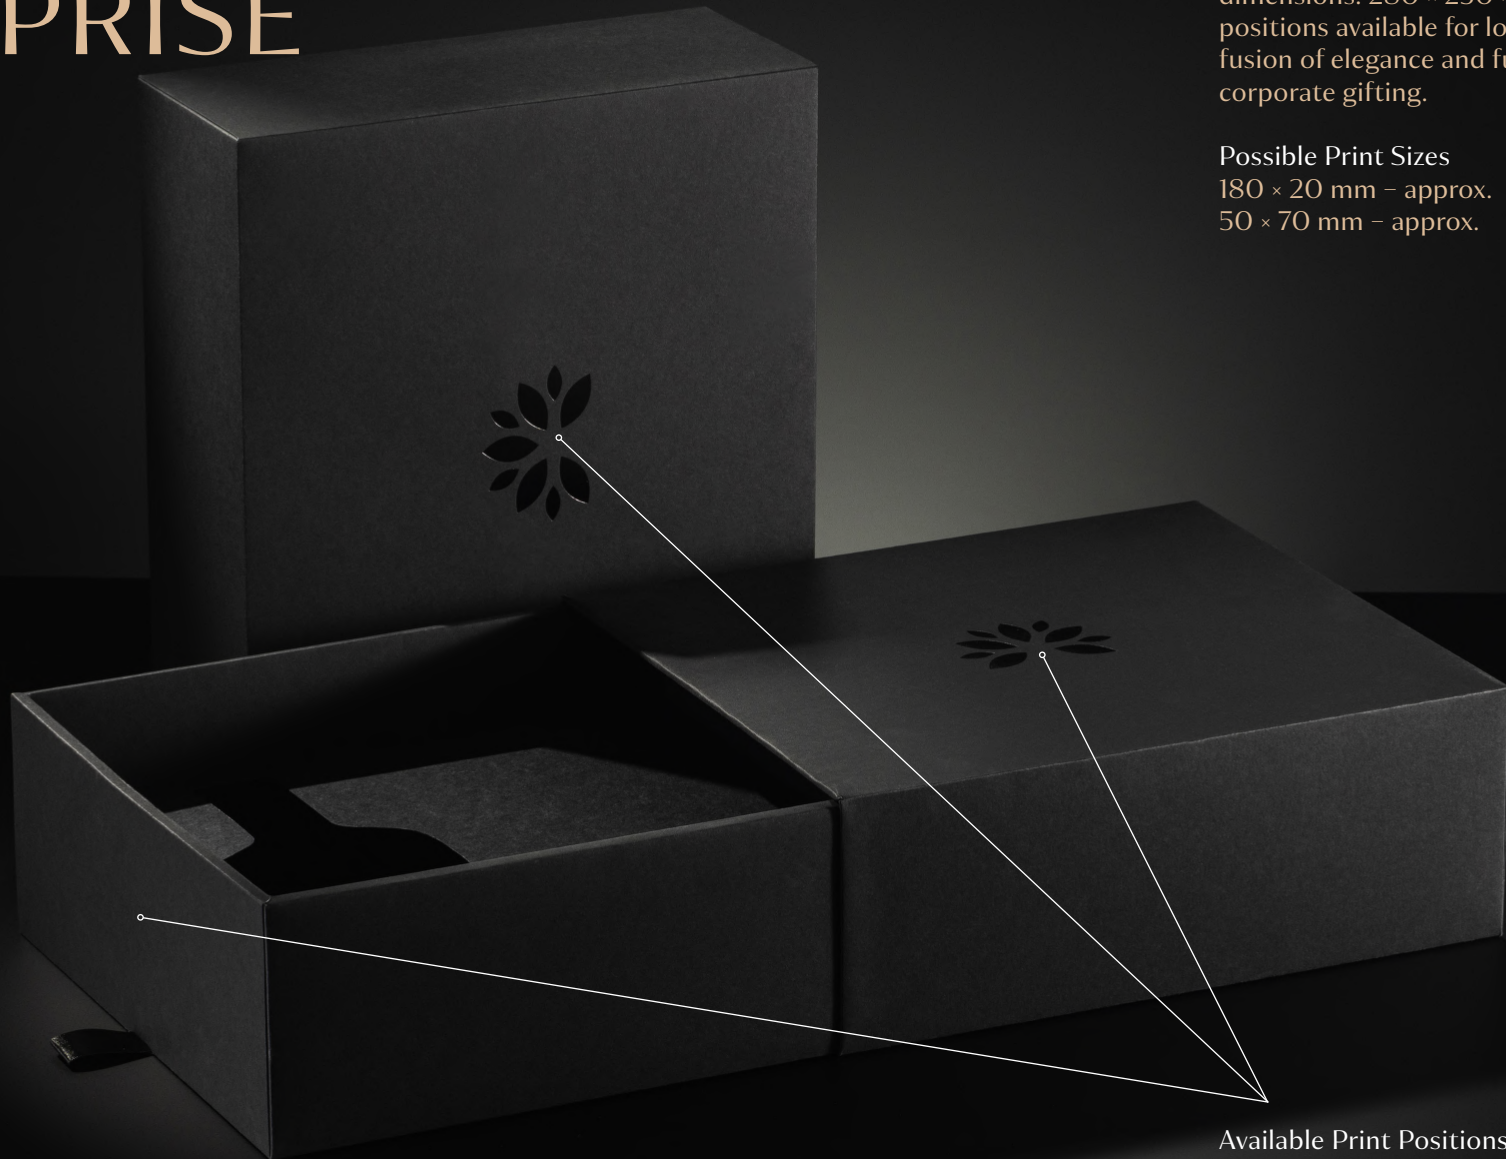 PRISE
positions available for lo
fusion of elegance and fu
corporate gifting.
Possible Print Sizes
180 × 20 mm – approx.
50 × 70 mm – approx.
Available Print Positions